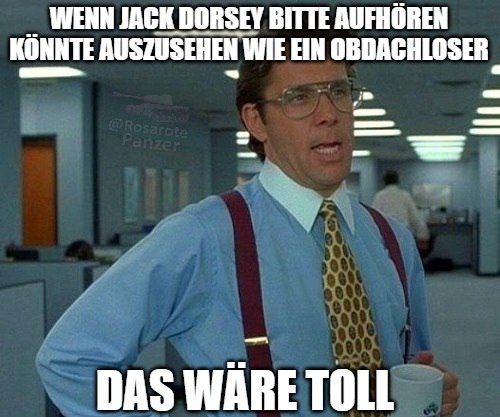 WENN JACK DORSEY BITTE AUFHÖREN
KÖNNTE AUSZUSEHEN WIE EIN OBDACHLOSER
@Rosarote
Panzer
DAS WÄRE TOLL